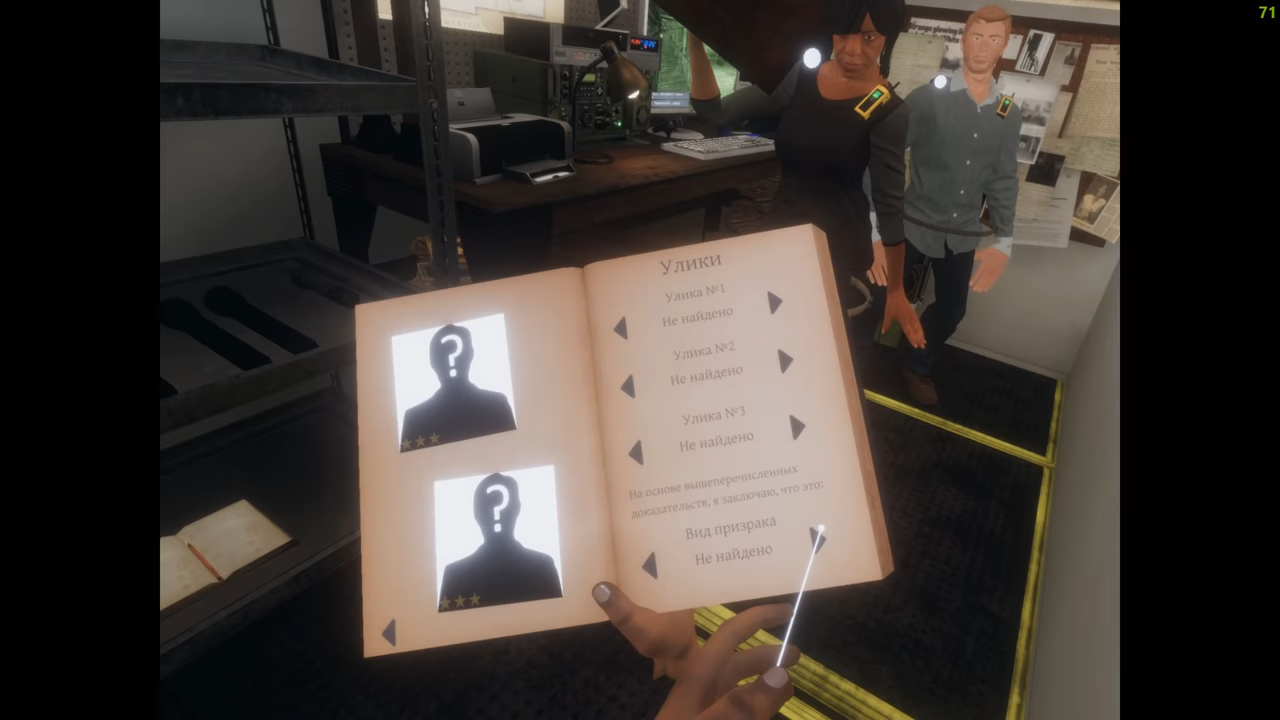 71
Улики
Улика №1
Не найдено
Улика №2
Не найдено
Улика №3
Не найдено
На основе вышеперечисленных
доказательств, я заключаю, что это:
Вид призрака
Не найдено